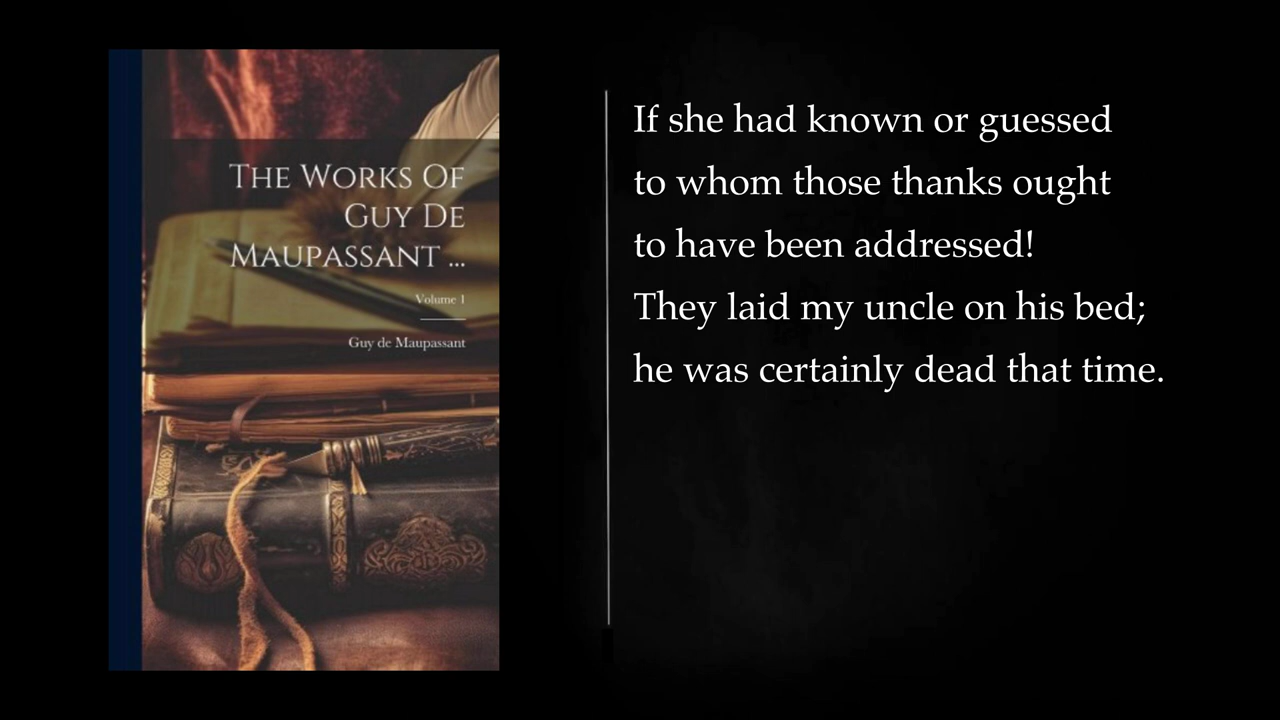 The Works Of
Guy De
Maupassant ...
Volume 1
Guy de Maupassant
If she had known or guessed
to whom those thanks ought
to have been addressed!
They laid my uncle on his bed;
he was certainly dead that time.